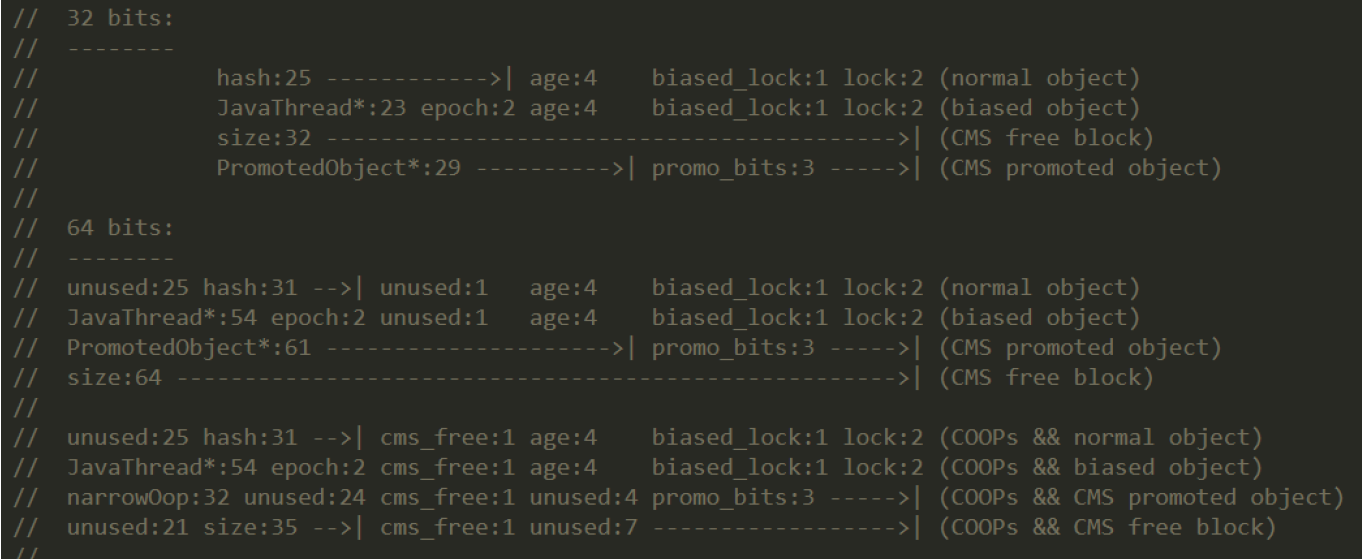 //  32 bits:
//  --------
//             hash:25 ------------>| age:4    biased_lock:1 lock:2 (normal object)
//             JavaThread*:23 epoch:2 age:4    biased_lock:1 lock:2 (biased object)
//             size:32 ------------------------------------------>| (CMS free block)
//             PromotedObject*:29 ---------->| promo_bits:3 ----->| (CMS promoted object)
//
//  64 bits:
//  --------
//  unused:25 hash:31 -->| unused:1   age:4    biased_lock:1 lock:2 (normal object)
//  JavaThread*:54 epoch:2 unused:1   age:4    biased_lock:1 lock:2 (biased object)
//  PromotedObject*:61 --------------------->| promo_bits:3 ----->| (CMS promoted object)
//  size:64 ----------------------------------------------------->| (CMS free block)
//
//  unused:25 hash:31 -->| cms_free:1 age:4    biased_lock:1 lock:2 (COOPs && normal object)
//  JavaThread*:54 epoch:2 cms_free:1 age:4    biased_lock:1 lock:2 (COOPs && biased object)
//  narrowOop:32 unused:24 cms_free:1 unused:4 promo_bits:3 ----->| (COOPs && CMS promoted object)
//  unused:21 size:35 -->| cms_free:1 unused:7 ------------------>| (COOPs && CMS free block)
//